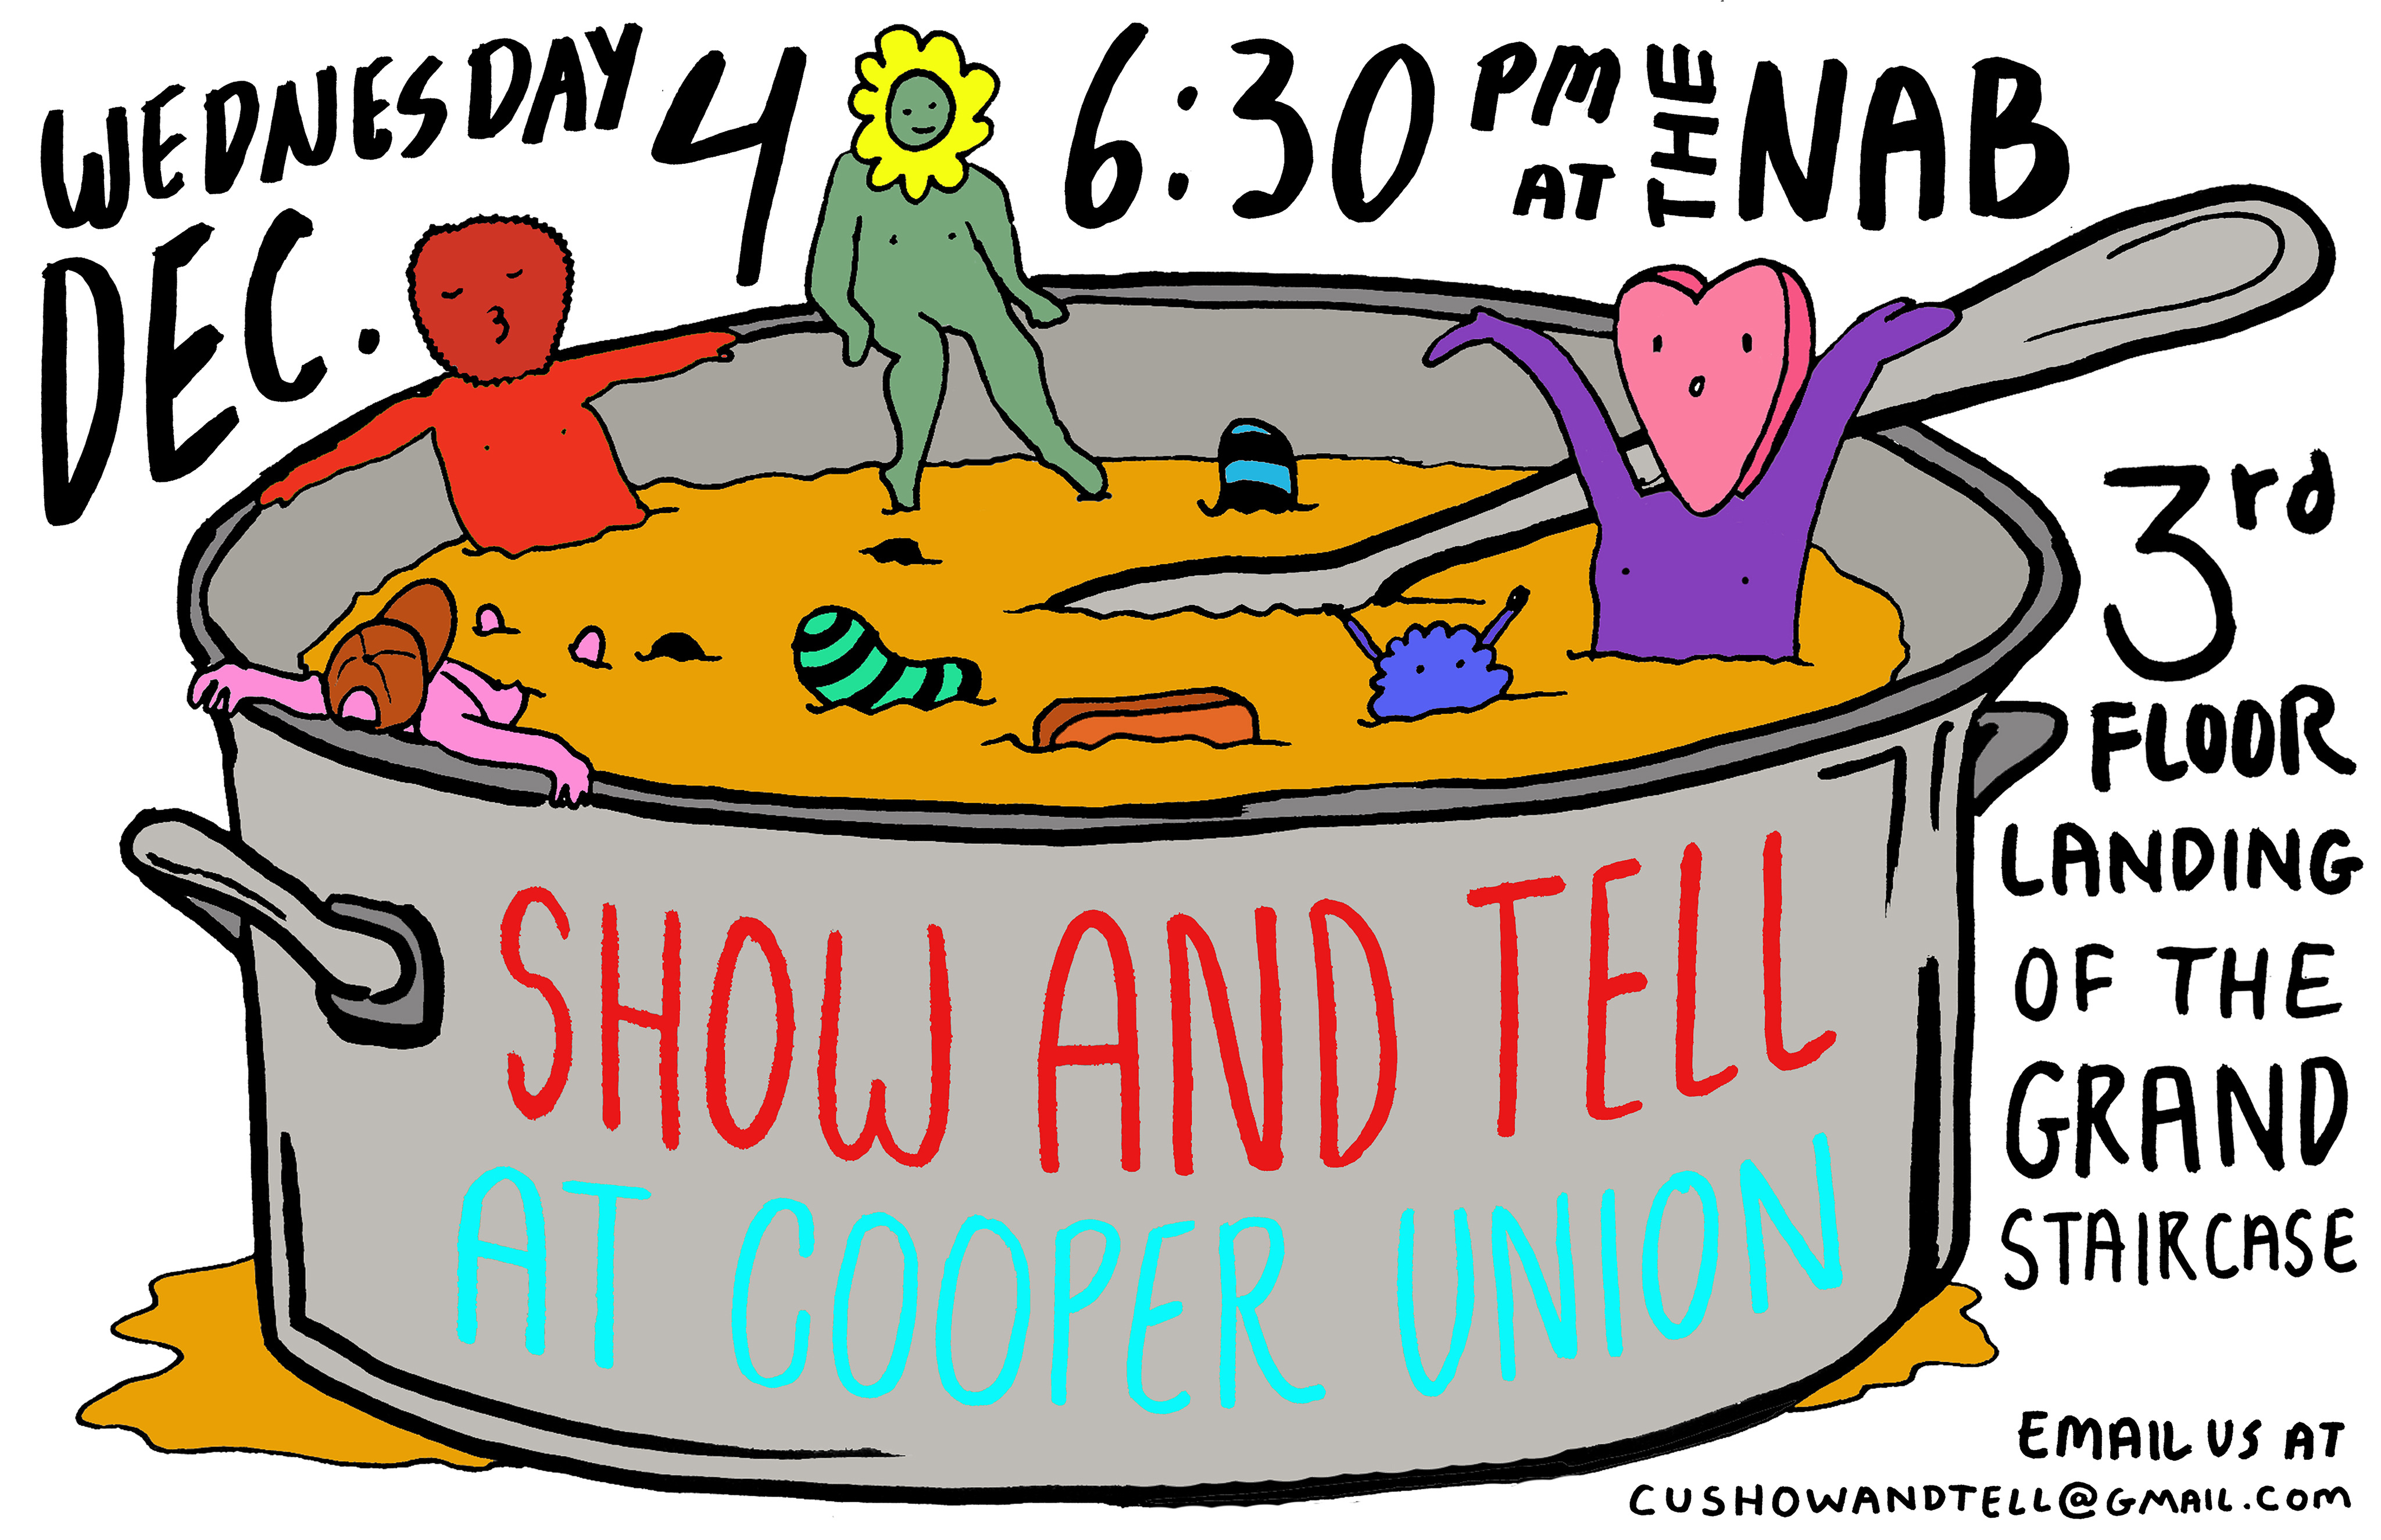 WEDNESDAY
DEC. 4
6:30 PM
AT THE NAB
3rd
FLOOR
LANDING
OF THE
GRAND
STAIRCASE
SHOW AND TELL
AT COOPER UNION
EMAIL US AT
CUSHOWANDTELL@GMAIL.COM